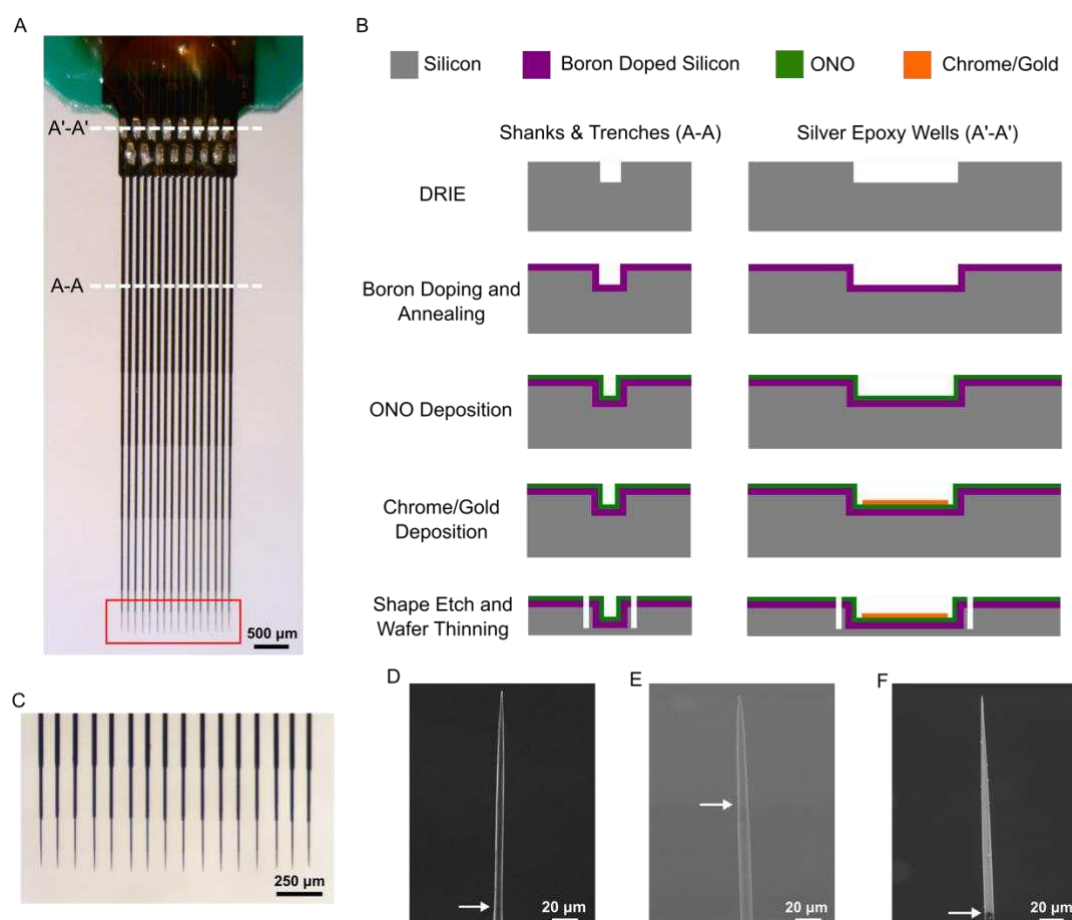 A
A'-A'
A-A
500 µm
B
Silicon
Boron Doped Silicon
ONO
Chrome/Gold
Shanks & Trenches (A-A)
Silver Epoxy Wells (A'-A')
DRIE
Boron Doping and
Annealing
ONO Deposition
Chrome/Gold
Deposition
Shape Etch and
Wafer Thinning
C
250 µm
D
20 µm
E
20 µm
F
20 µm